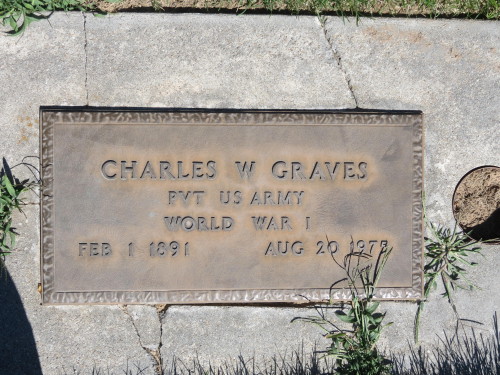 CHARLES W GRAVES
PVT US ARMY
WORLD WAR I
FEB 1 1891 AUG 20 1975